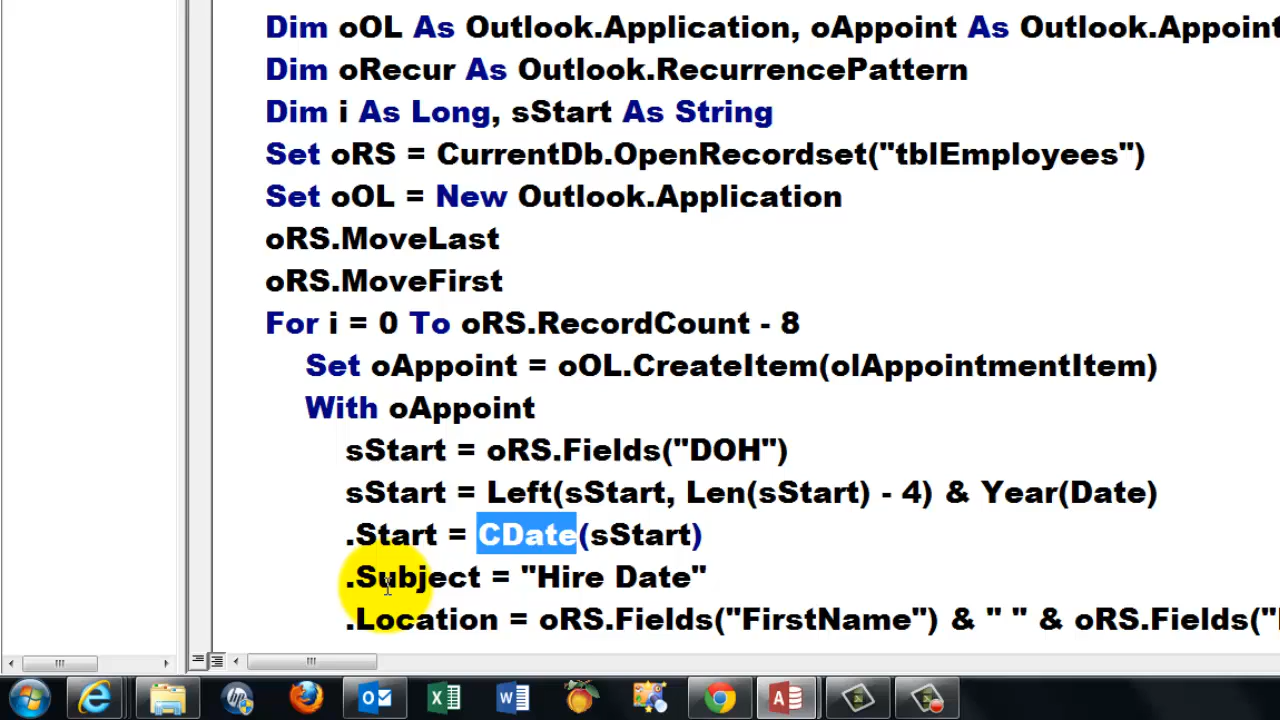 Dim oOL As Outlook.Application, oAppoint As Outlook.Appoint
Dim oRecur As Outlook.RecurrencePattern
Dim i As Long, sStart As String
Set oRS = CurrentDb.OpenRecordset("tblEmployees")
Set oOL = New Outlook.Application
oRS.MoveLast
oRS.MoveFirst
For i = 0 To oRS.RecordCount - 8
Set oAppoint = oOL.CreateItem(olAppointmentItem)
With oAppoint
sStart = oRS.Fields("DOH")
sStart = Left(sStart, Len(sStart) - 4) & Year(Date)
.Start = CDate(sStart)
.Subject = "Hire Date"
.Location = oRS.Fields("FirstName") & " " & oRS.Fields("